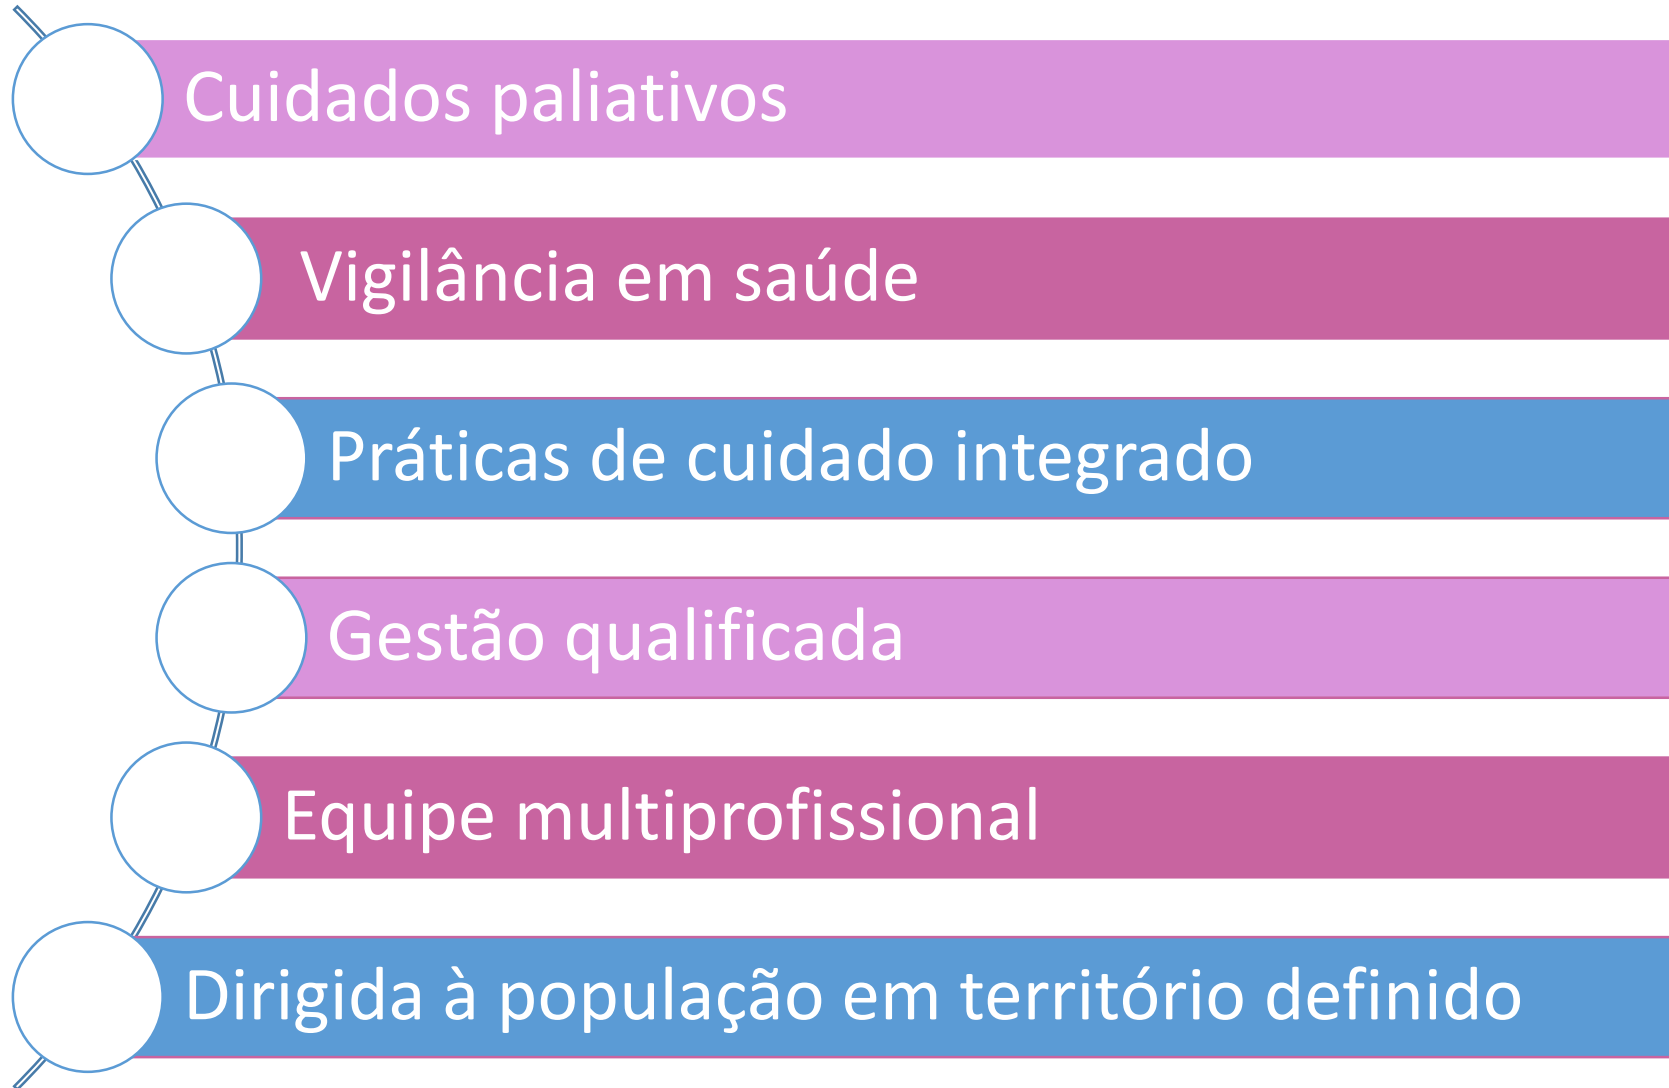 Cuidados paliativos
Vigilância em saúde
Práticas de cuidado integrado
Gestão qualificada
Equipe multiprofissional
Dirigida à população em território definido